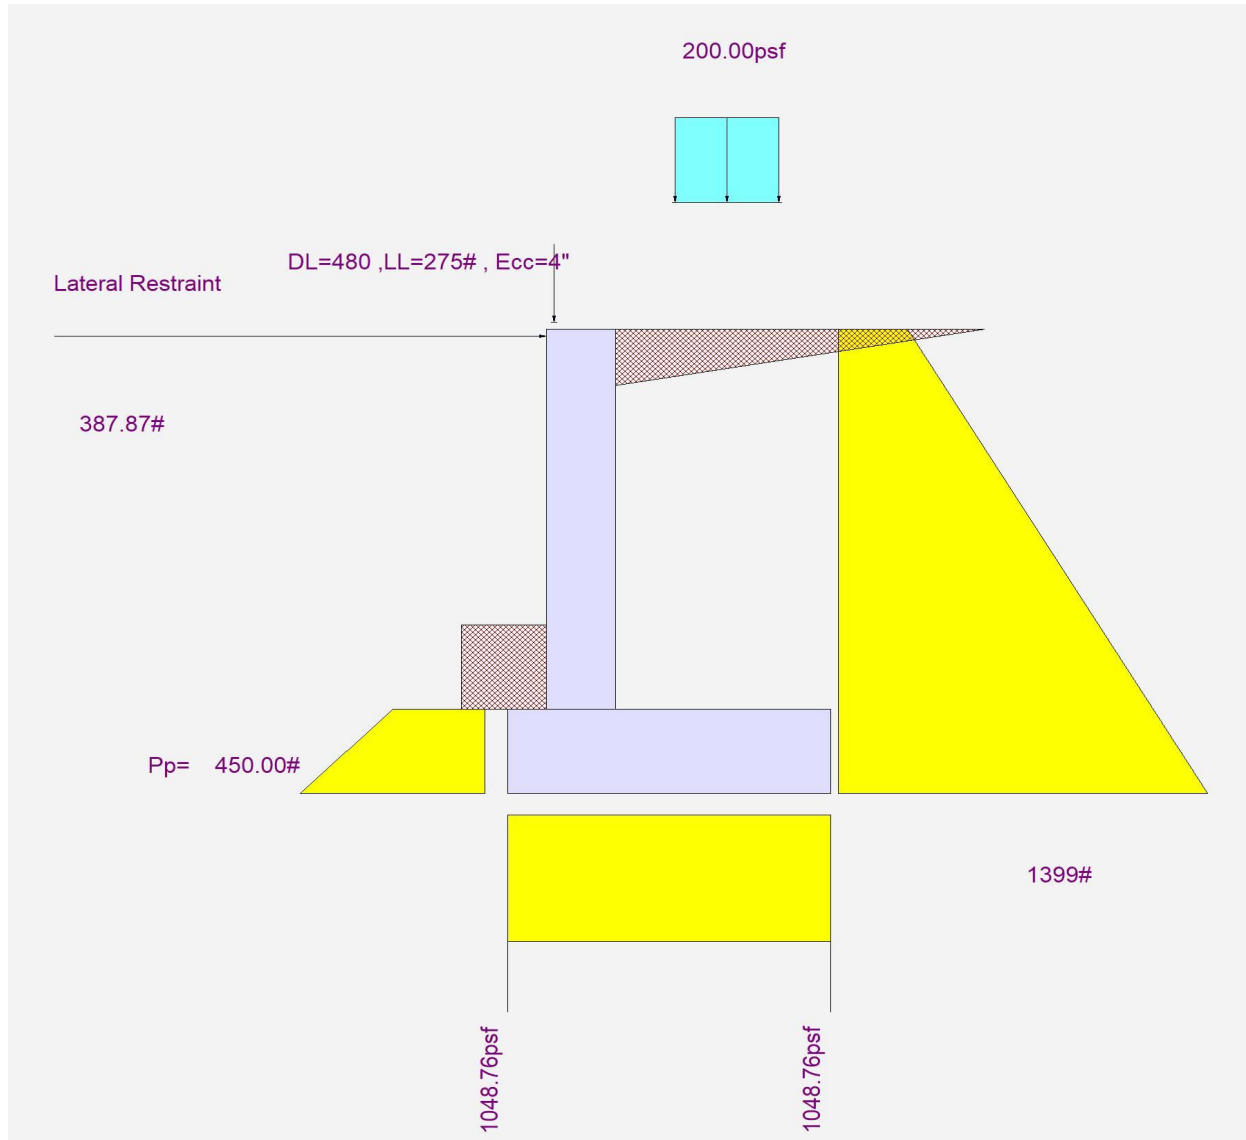 200.00psf
DL=480 ,LL=275# , Ecc=4"
Lateral Restraint
387.87#
Pp= 450.00#
1399#
1048.76psf
1048.76psf